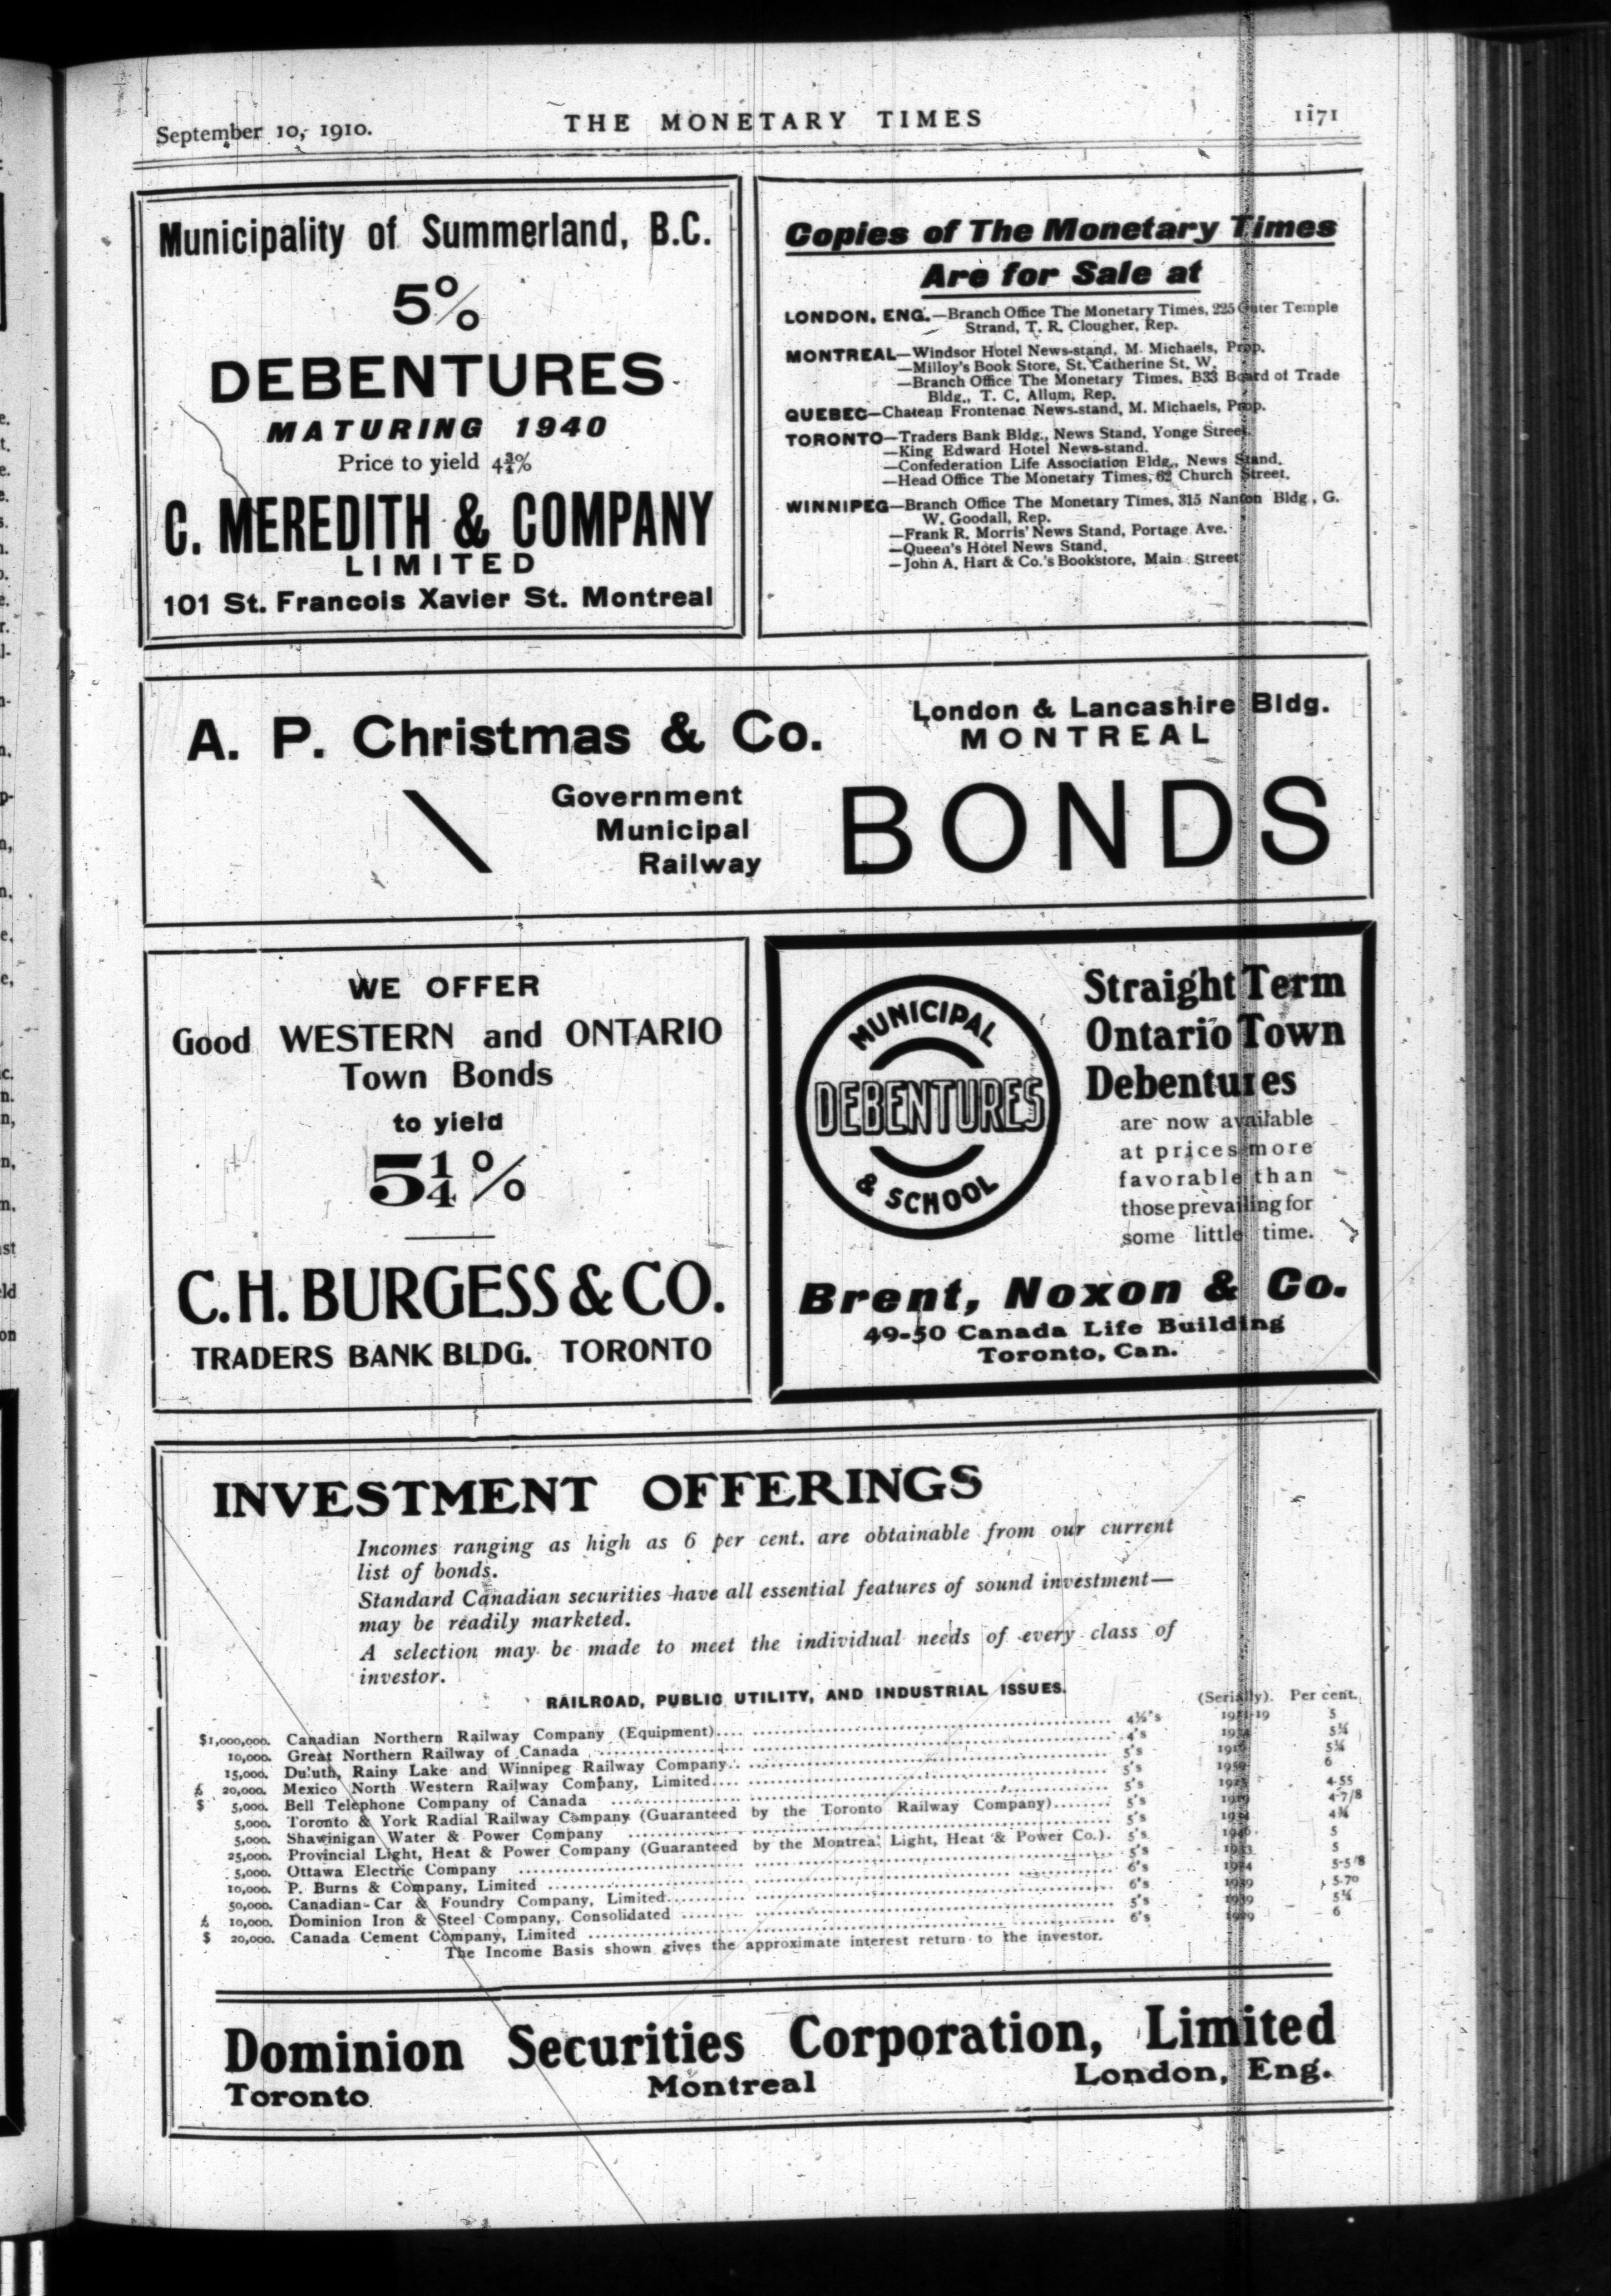 September 10, 1910.
THE MONETARY TIMES
1171
Municipality of Summerland, B.C.
5%
DEBENTURES
MATURING 1940
Price to yield 4¾%
C. MEREDITH & COMPANY
LIMITED
101 St. Francois Xavier St. Montreal
Copies of The Monetary Times
Are for Sale at
LONDON, ENG.—Branch Office The Monetary Times, 225 Outer Temple
Strand, T. R. Clougher, Rep.
MONTREAL—Windsor Hotel News-stand, M. Michaels, Prop.
—Milloy's Book Store, St. Catherine St. W.
—Branch Office The Monetary Times, B33 Board of Trade
Bldg., T. C. Allum, Rep.
QUEBEC—Chateau Frontenac News-stand, M. Michaels, Prop.
TORONTO—Traders Bank Bldg., News Stand, Yonge Street.
—King Edward Hotel News-stand.
—Confederation Life Association Bldg., News Stand.
—Head Office The Monetary Times, 62 Church Street.
WINNIPEG—Branch Office The Monetary Times, 315 Nanton Bldg., G.
W. Goodall, Rep.
—Frank R. Morris' News Stand, Portage Ave.
—Queen's Hotel News Stand.
—John A. Hart & Co.'s Bookstore, Main Street
A. P. Christmas & Co.
London & Lancashire Bldg.
MONTREAL
Government
Municipal
Railway
BONDS
WE OFFER
Good WESTERN and ONTARIO
Town Bonds
to yield
5¼%
C.H. BURGESS & CO.
TRADERS BANK BLDG. TORONTO
MUNICIPAL
DEBENTURES
& SCHOOL
Straight Term
Ontario Town
Debentures
are now available
at prices more
favorable than
those prevailing for
some little time.
Brent, Noxon & Co.
49-50 Canada Life Building
Toronto, Can.
INVESTMENT OFFERINGS
Incomes ranging as high as 6 per cent. are obtainable from our current
list of bonds.
Standard Canadian securities have all essential features of sound investment—
may be readily marketed.
A selection may be made to meet the individual needs of every class of
investor.
RAILROAD, PUBLIC UTILITY, AND INDUSTRIAL ISSUES.
(Serially). Per cent.
$1,000,000. Canadian Northern Railway Company (Equipment).... 4½'s 5
10,000. Great Northern Railway of Canada .... 4's 5¼
15,000. Duluth, Rainy Lake and Winnipeg Railway Company.. 5's 5¼
£ 20,000. Mexico North Western Railway Company, Limited.... 5's 6
$ 5,000. Bell Telephone Company of Canada .... 5's 4.55
5,000. Toronto & York Radial Railway Company (Guaranteed by the Toronto Railway Company)........ 5's 4-7/8
5,000. Shawinigan Water & Power Company .... 5's 4¾
25,000. Provincial Light, Heat & Power Company (Guaranteed by the Montreal Light, Heat & Power Co.). 5's 5
5,000. Ottawa Electric Company .... 5's 5
10,000. P. Burns & Company, Limited .... 6's 5-5/8
50,000. Canadian Car & Foundry Company, Limited.... 6's 5.70
£ 10,000. Dominion Iron & Steel Company, Consolidated .... 5's 5¼
$ 20,000. Canada Cement Company, Limited .... 6's 6
The Income Basis shown gives the approximate interest return to the investor.
Dominion Securities Corporation, Limited
Toronto Montreal London, Eng.